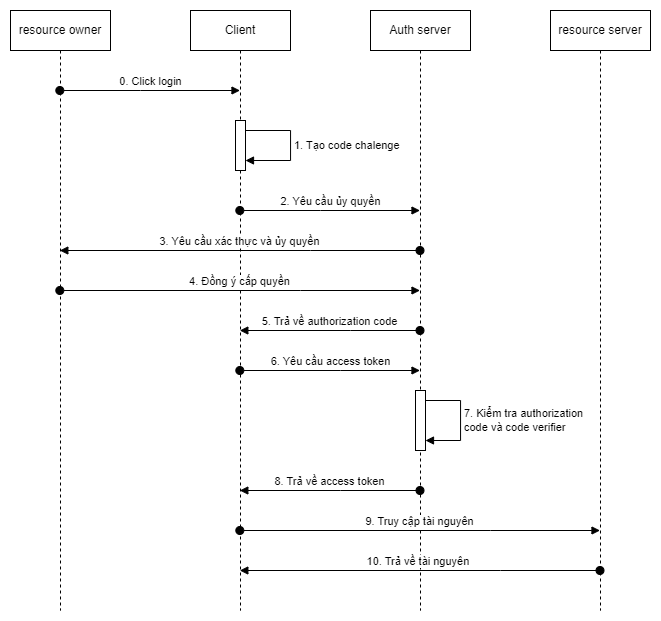 resource owner
Client
Auth server
resource server
0. Click login
1. Tạo code chalenge
2. Yêu cầu ủy quyền
3. Yêu cầu xác thực và ủy quyền
4. Đồng ý cấp quyền
5. Trả về authorization code
6. Yêu cầu access token
7. Kiểm tra authorization
code và code verifier
8. Trả về access token
9. Truy cập tài nguyên
10. Trả về tài nguyên